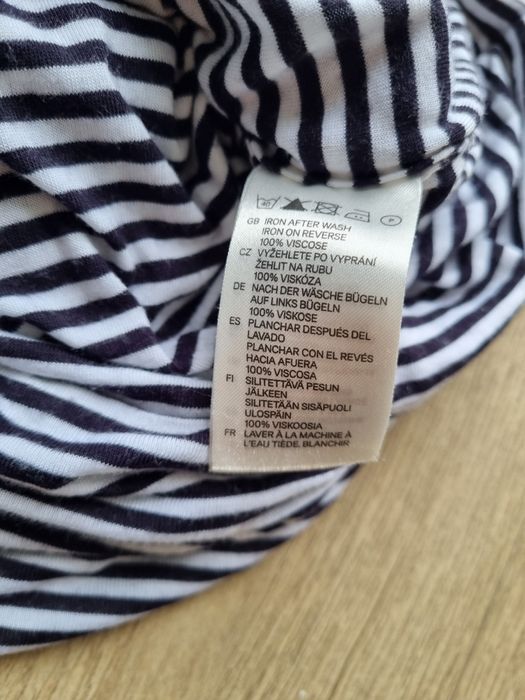 40 P
GB IRON AFTER WASH
IRON ON REVERSE
100% VISCOSE
CZ VYŽEHLETE PO VYPRÁNÍ
ŽEHLIT NA RUBU
100% VISKÓZA
DE NACH DER WÄSCHE BÜGELN
AUF LINKS BÜGELN
100% VISKOSE
ES PLANCHAR DESPUÉS DEL
LAVADO
PLANCHAR CON EL REVÉS
HACIA AFUERA
100% VISCOSA
FI SILITETTÄVÄ PESUN
JÄLKEEN
SILITETÄÄN SISÄPUOLI
ULOSPÄIN
100% VISKOOSIA
FR LAVER À LA MACHINE À
L'EAU TIÈDE, BLANCHIR